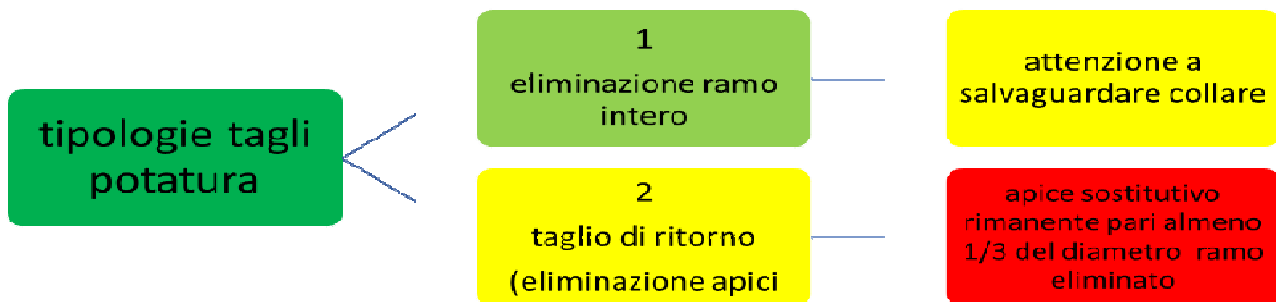 tipologie tagli
potatura
1
eliminazione ramo
intero
attenzione a
salvaguardare collare
2
taglio di ritorno
(eliminazione apici
apice sostitutivo
rimanente pari almeno
1/3 del diametro ramo
eliminato